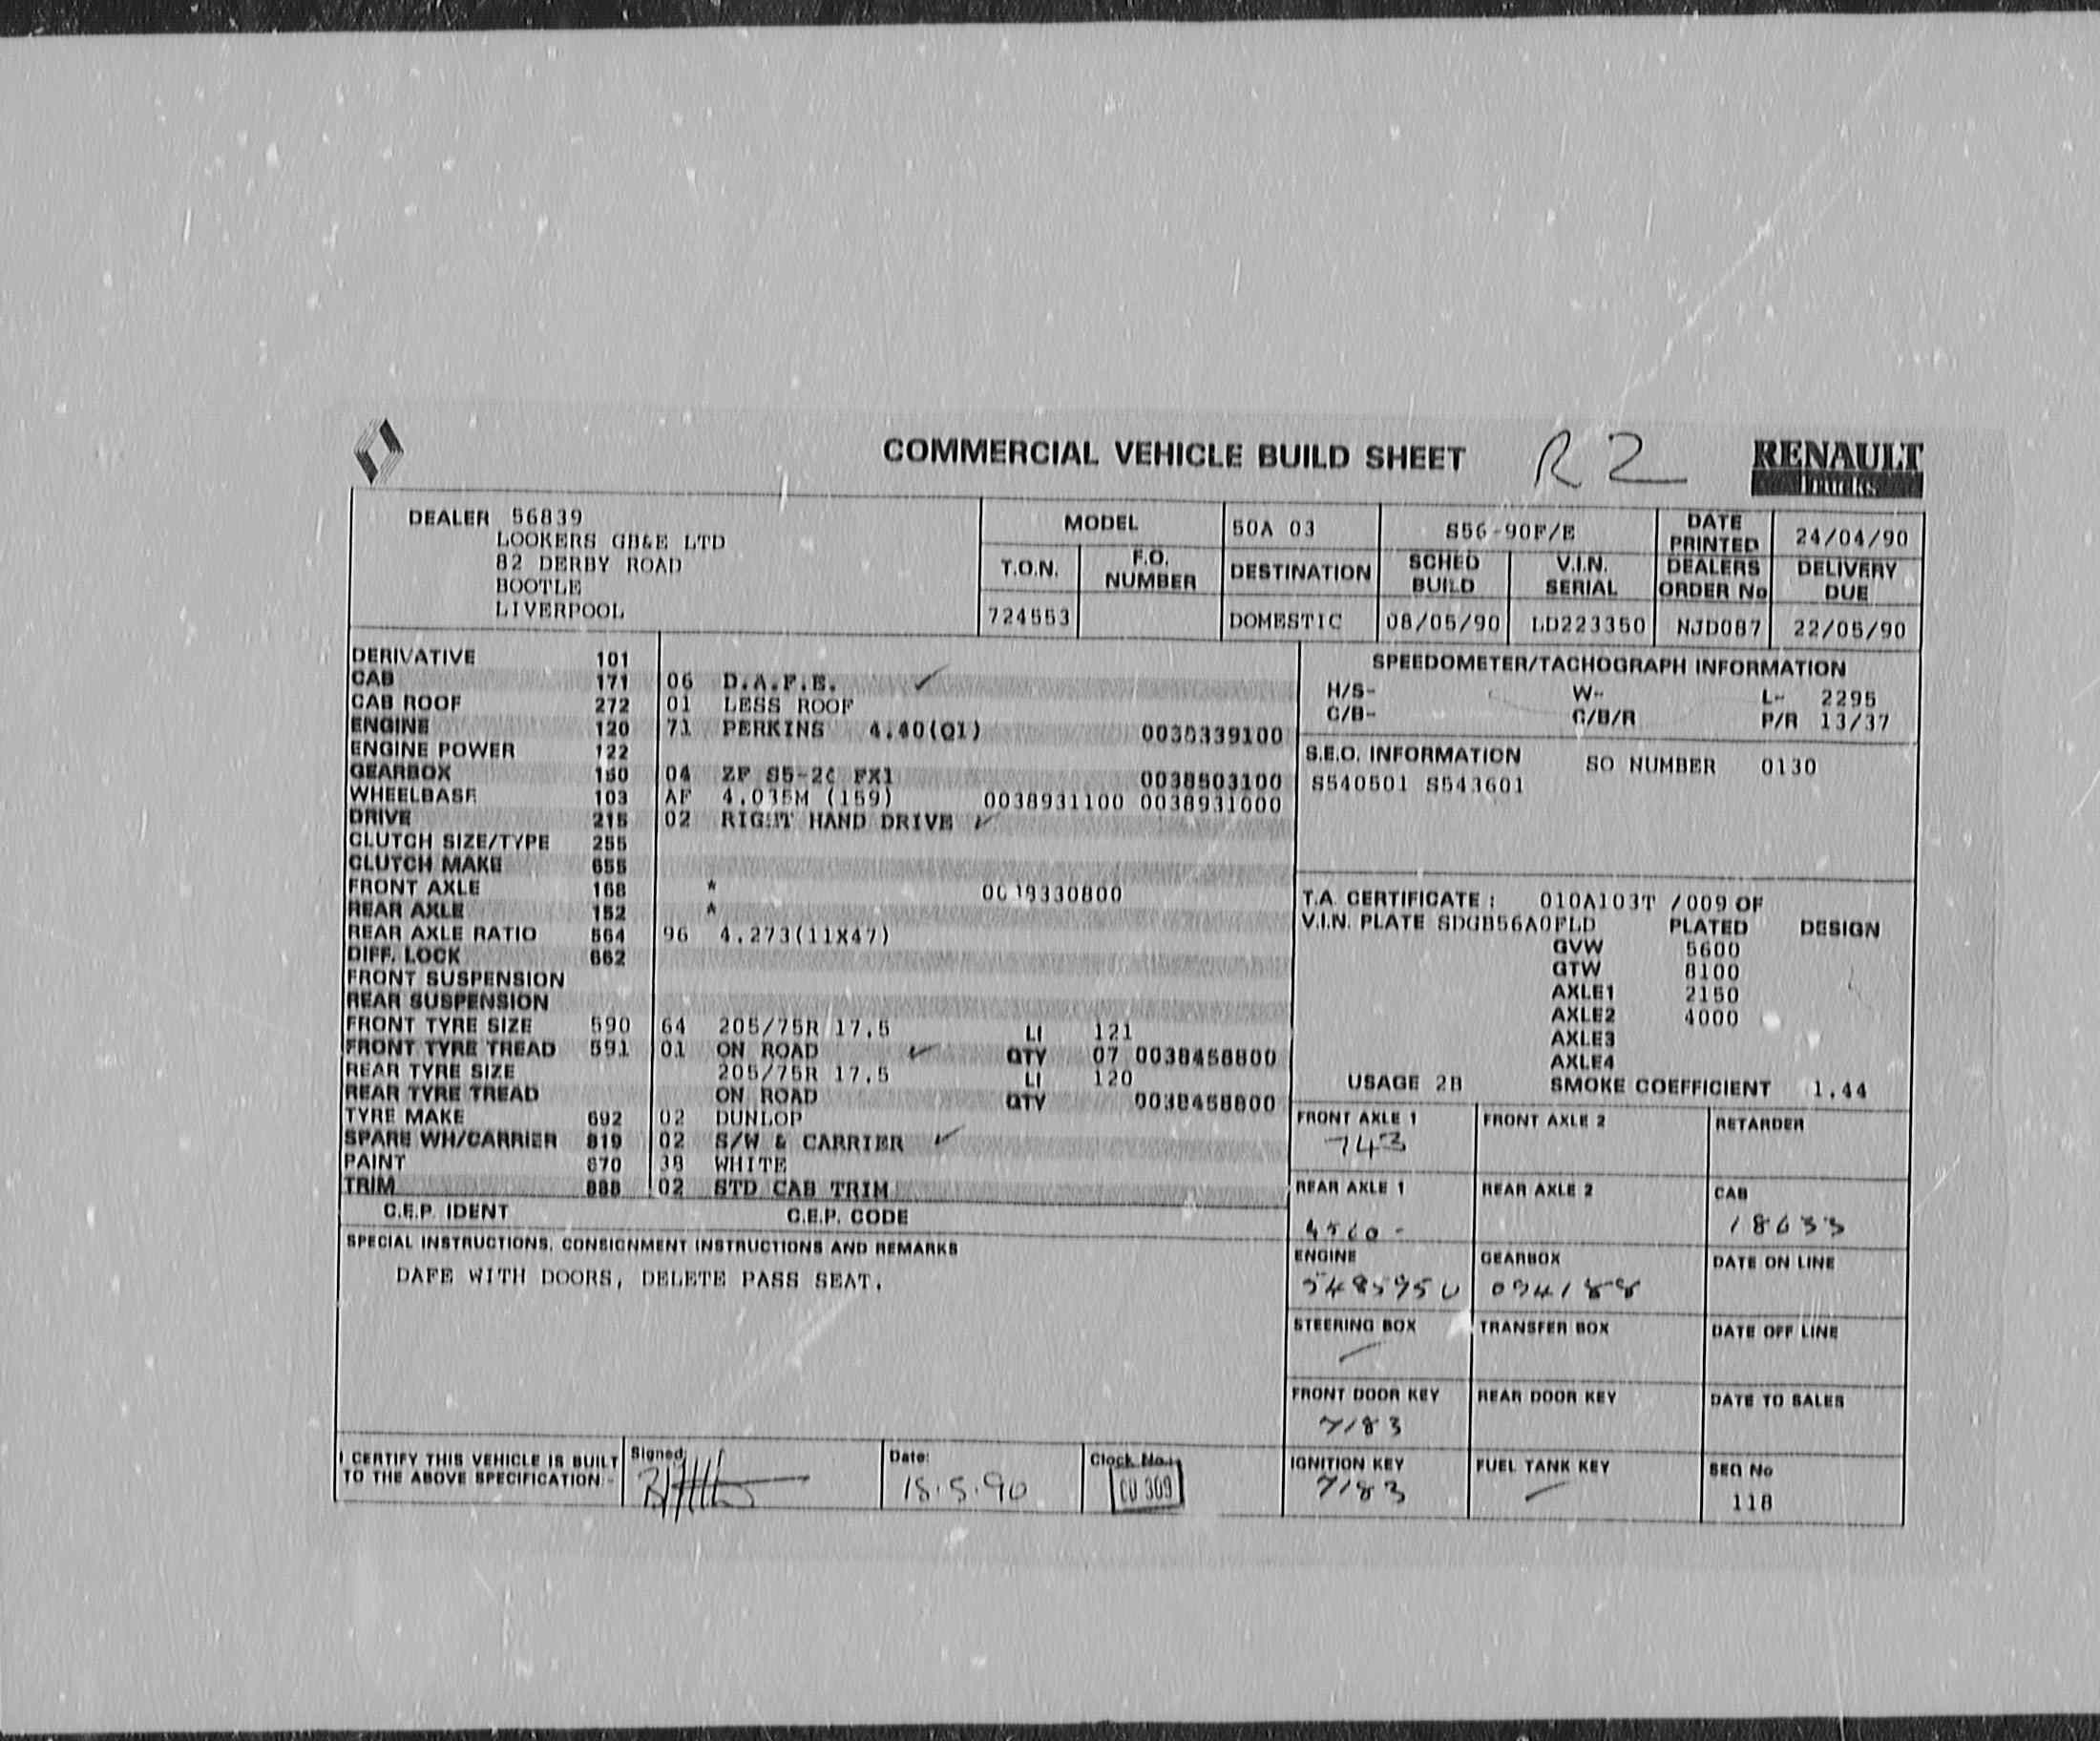 COMMERCIAL VEHICLE BUILD SHEET R2 RENAULT
trucks
DEALER 56839
LOOKERS GB&E LTD
82 DERBY ROAD
BOOTLE
LIVERPOOL
MODEL 50A 03 S56-90F/E DATE PRINTED 24/04/90
T.O.N. F.O. NUMBER DESTINATION SCHED BUILD V.I.N. SERIAL DEALERS ORDER No DELIVERY DUE
724553 DOMESTIC 08/05/90 LD223350 NJD087 22/05/90
DERIVATIVE 101
CAB 171 06 D.A.F.E. ✓
CAB ROOF 272 01 LESS ROOF
ENGINE 120 71 PERKINS 4.40(Q1) 0038339100
ENGINE POWER 122
GEARBOX 150 04 ZF S5-24 FX1 0038503100
WHEELBASE 103 AF 4.035M (159) 0038931100 0038931000
DRIVE 215 02 RIGHT HAND DRIVE ✓
CLUTCH SIZE/TYPE 255
CLUTCH MAKE 655
FRONT AXLE 168 *
REAR AXLE 152 *
REAR AXLE RATIO 564 96 4.273(11X47)
DIFF. LOCK 662
FRONT SUSPENSION
REAR SUSPENSION
FRONT TYRE SIZE 590 64 205/75R 17.5 LI 121
FRONT TYRE TREAD 591 01 ON ROAD ✓ QTY 07 0038458800
REAR TYRE SIZE 205/75R 17.5 LI 120
REAR TYRE TREAD ON ROAD QTY 0038458800
TYRE MAKE 692 02 DUNLOP
SPARE WH/CARRIER 819 02 S/W & CARRIER ✓
PAINT 870 38 WHITE
TRIM 888 02 STD CAB TRIM
C.E.P. IDENT C.E.P. CODE
SPECIAL INSTRUCTIONS, CONSIGNMENT INSTRUCTIONS AND REMARKS
DAFE WITH DOORS, DELETE PASS SEAT.
SPEEDOMETER/TACHOGRAPH INFORMATION
H/S- W- L- 2295
C/B- C/B/R P/R 13/37
S.E.O. INFORMATION SO NUMBER 0130
S540501 S543601
T.A. CERTIFICATE : 010A103T /009 OF
V.I.N. PLATE SDGB56A0FLD PLATED DESIGN
GVW 5600
GTW 8100
AXLE1 2150
AXLE2 4000
AXLE3
AXLE4
USAGE 2B SMOKE COEFFICIENT 1.44
FRONT AXLE 1 FRONT AXLE 2 RETARDER
743
REAR AXLE 1 REAR AXLE 2 CAB
18633
ENGINE GEARBOX DATE ON LINE
094188
STEERING BOX TRANSFER BOX DATE OFF LINE
FRONT DOOR KEY REAR DOOR KEY DATE TO SALES
7183
IGNITION KEY FUEL TANK KEY SEQ No
7183 118
I CERTIFY THIS VEHICLE IS BUILT
TO THE ABOVE SPECIFICATION:-
Signed: Date: Clock No.:
18.5.90 CU 309